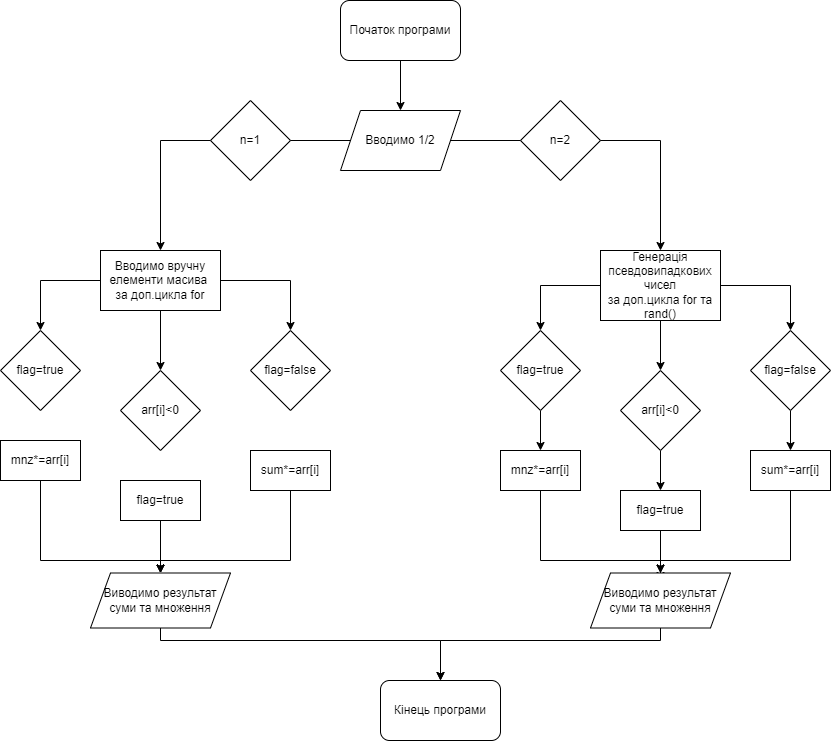 Початок програми
n=1
Вводимо 1/2
n=2
Вводимо вручну
елементи масива
за доп.цикла for
Генерація
псевдовипадкових
чисел
за доп.цикла for та
rand()
flag=true
arr[i]<0
flag=false
flag=true
arr[i]<0
flag=false
mnz*=arr[i]
flag=true
sum*=arr[i]
mnz*=arr[i]
flag=true
sum*=arr[i]
Виводимо результат
суми та множення
Виводимо результат
суми та множення
Кінець програми